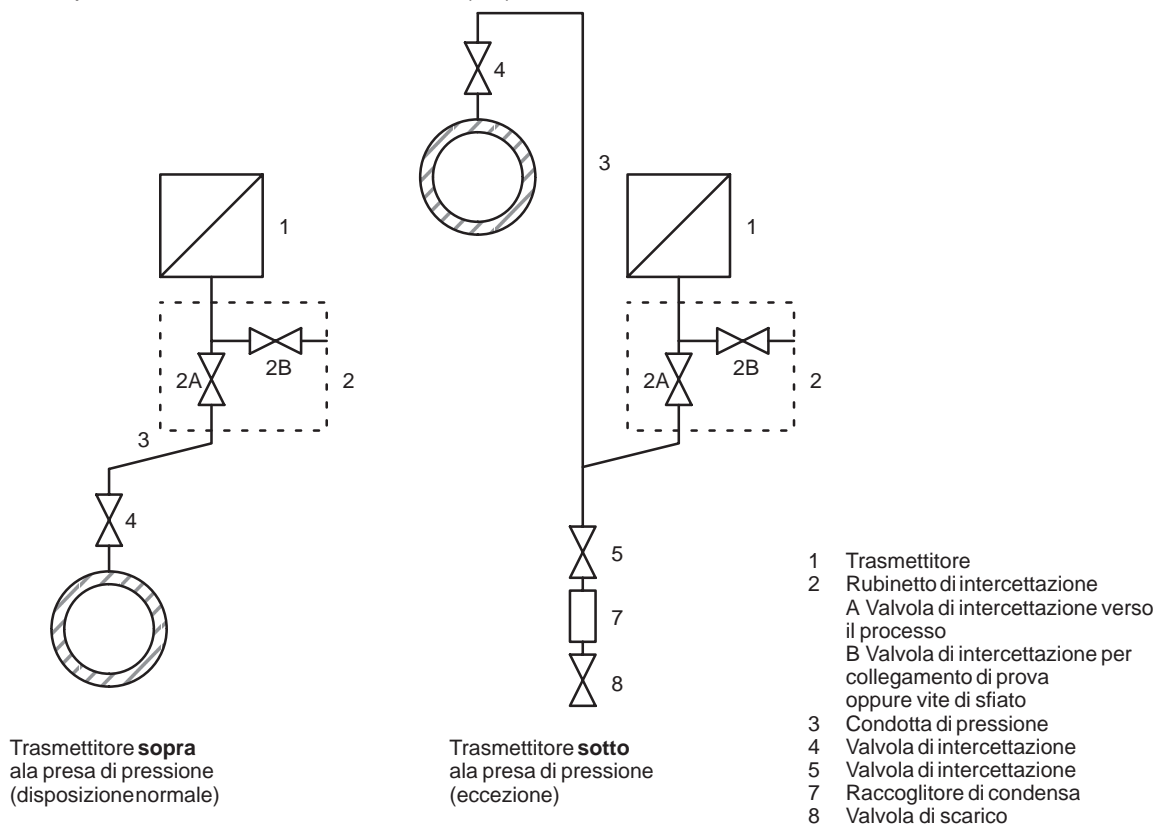 4
3
1
1
2A
2B
2
2A
2B
2
3
4
5
7
8
Trasmettitore sopra
ala presa di pressione
(disposizione normale)
Trasmettitore sotto
ala presa di pressione
(eccezione)
1 Trasmettitore
2 Rubinetto di intercettazione
A Valvola di intercettazione verso
il processo
B Valvola di intercettazione per
collegamento di prova
oppure vite di sfiato
3 Condotta di pressione
4 Valvola di intercettazione
5 Valvola di intercettazione
7 Raccoglitore di condensa
8 Valvola di scarico